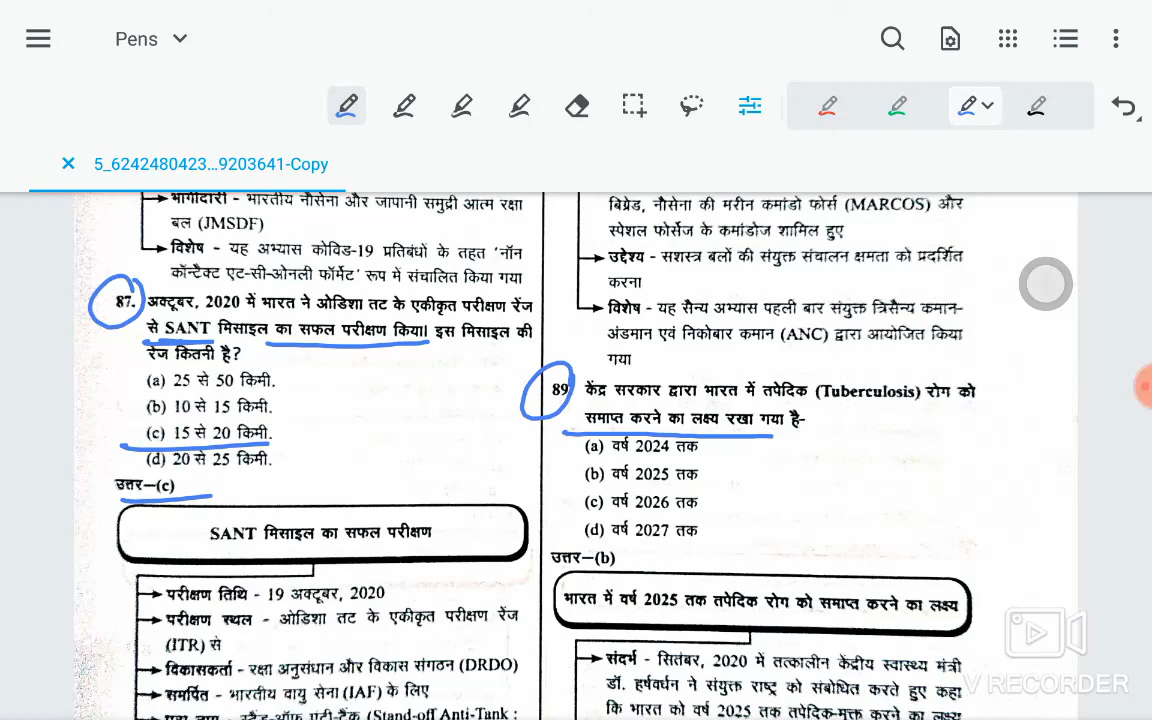 Pens
5_6242480423...9203641-Copy
भागीदारी - भारतीय नौसेना और जापानी समुद्री आत्म रक्षा
बल (JMSDF)
विशेष - यह अभ्यास कोविड-19 प्रतिबंधों के तहत 'नॉन
कॉन्टैक्ट एट-सी-ओनली फॉर्मेट' रूप में संचालित किया गया
87. अक्टूबर, 2020 में भारत ने ओडिशा तट के एकीकृत परीक्षण रेंज
से SANT मिसाइल का सफल परीक्षण किया। इस मिसाइल की
रेंज कितनी है?
(a) 25 से 50 किमी.
(b) 10 से 15 किमी.
(c) 15 से 20 किमी.
(d) 20 से 25 किमी.
उत्तर—(c)
SANT मिसाइल का सफल परीक्षण
परीक्षण तिथि - 19 अक्टूबर, 2020
परीक्षण स्थल - ओडिशा तट के एकीकृत परीक्षण रेंज
(ITR) से
विकासकर्ता - रक्षा अनुसंधान और विकास संगठन (DRDO)
समर्पित - भारतीय वायु सेना (IAF) के लिए
स्टैंड-ऑफ एंटी-टैंक (Stand-off Anti-Tank :
बिग्रेड, नौसेना की मरीन कमांडो फोर्स (MARCOS) और
स्पेशल फोर्सेज के कमांडोज शामिल हुए
उद्देश्य - सशस्त्र बलों की संयुक्त संचालन क्षमता को प्रदर्शित
करना
विशेष - यह सैन्य अभ्यास पहली बार संयुक्त त्रिसैन्य कमान-
अंडमान एवं निकोबार कमान (ANC) द्वारा आयोजित किया
गया
89 केंद्र सरकार द्वारा भारत में तपेदिक (Tuberculosis) रोग को
समाप्त करने का लक्ष्य रखा गया है-
(a) वर्ष 2024 तक
(b) वर्ष 2025 तक
(c) वर्ष 2026 तक
(d) वर्ष 2027 तक
उत्तर—(b)
भारत में वर्ष 2025 तक तपेदिक रोग को समाप्त करने का लक्ष्य
संदर्भ - सितंबर, 2020 में तत्कालीन केंद्रीय स्वास्थ्य मंत्री
डॉ. हर्षवर्धन ने संयुक्त राष्ट्र को संबोधित करते हुए कहा
कि भारत को वर्ष 2025 तक तपेदिक-मुक्त करने का लक्ष्य
V RECORDER